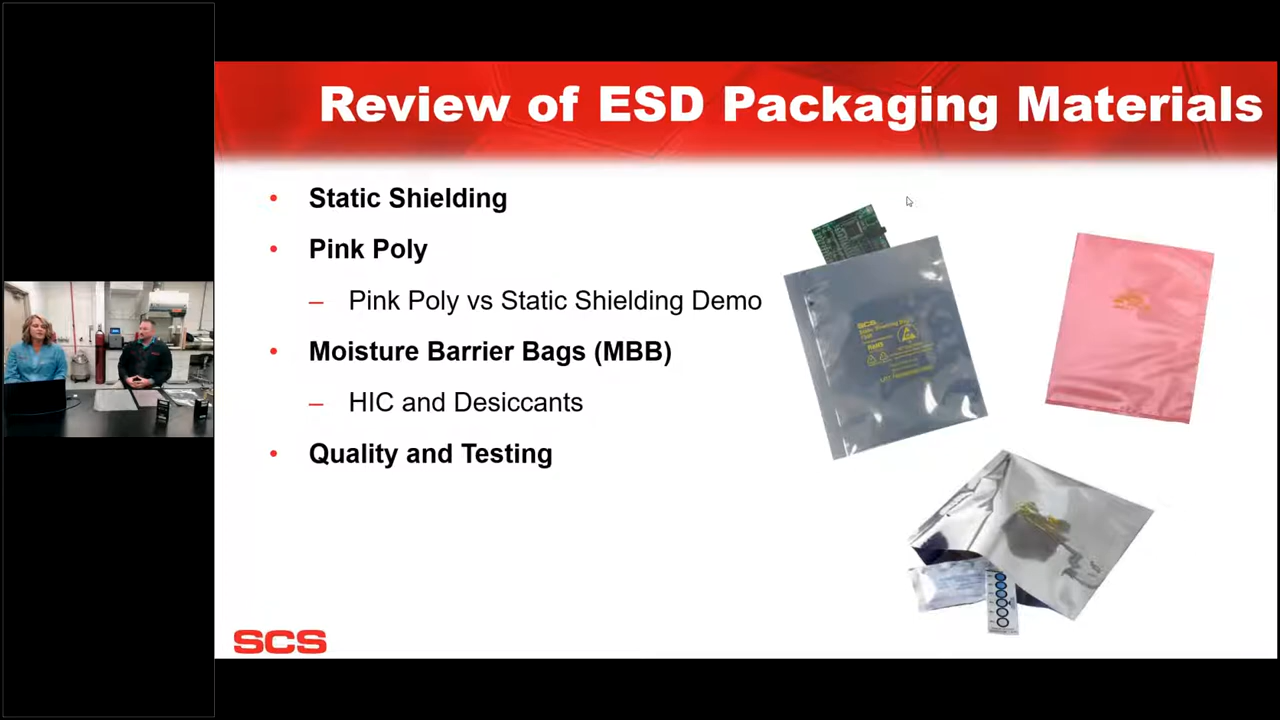 Review of ESD Packaging Materials
• Static Shielding
• Pink Poly
– Pink Poly vs Static Shielding Demo
• Moisture Barrier Bags (MBB)
– HIC and Desiccants
• Quality and Testing
SCS
SCS